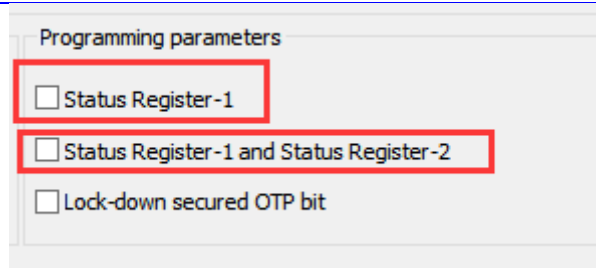 Programming parameters
Status Register-1
Status Register-1 and Status Register-2
Lock-down secured OTP bit